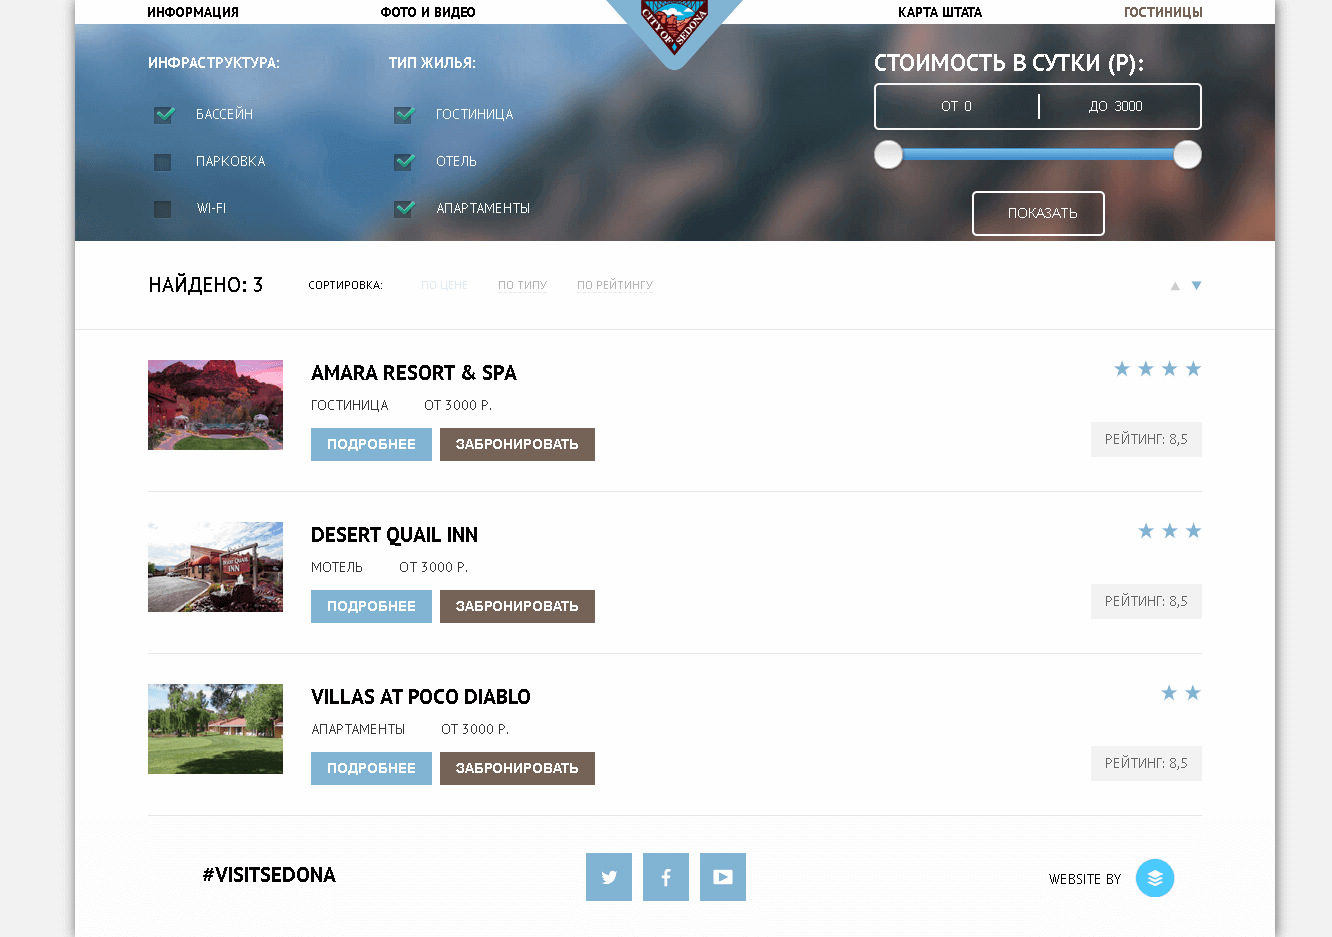 ИНФОРМАЦИЯ ФОТО И ВИДЕО КАРТА ШТАТА ГОСТИНИЦЫ
CITY OF SEDONA
ИНФРАСТРУКТУРА: ТИП ЖИЛЬЯ: СТОИМОСТЬ В СУТКИ (Р):
ОТ 0 ДО 3000
БАССЕЙН ГОСТИНИЦА
ПАРКОВКА ОТЕЛЬ
WI-FI АПАРТАМЕНТЫ
ПОКАЗАТЬ
НАЙДЕНО: 3 СОРТИРОВКА: ПО ЦЕНЕ ПО ТИПУ ПО РЕЙТИНГУ
AMARA RESORT & SPA
ГОСТИНИЦА ОТ 3000 Р.
ПОДРОБНЕЕ ЗАБРОНИРОВАТЬ
РЕЙТИНГ: 8,5
DESERT QUAIL INN
МОТЕЛЬ ОТ 3000 Р.
ПОДРОБНЕЕ ЗАБРОНИРОВАТЬ
РЕЙТИНГ: 8,5
QUAIL
INN
VILLAS AT POCO DIABLO
АПАРТАМЕНТЫ ОТ 3000 Р.
ПОДРОБНЕЕ ЗАБРОНИРОВАТЬ
РЕЙТИНГ: 8,5
#VISITSEDONA
WEBSITE BY